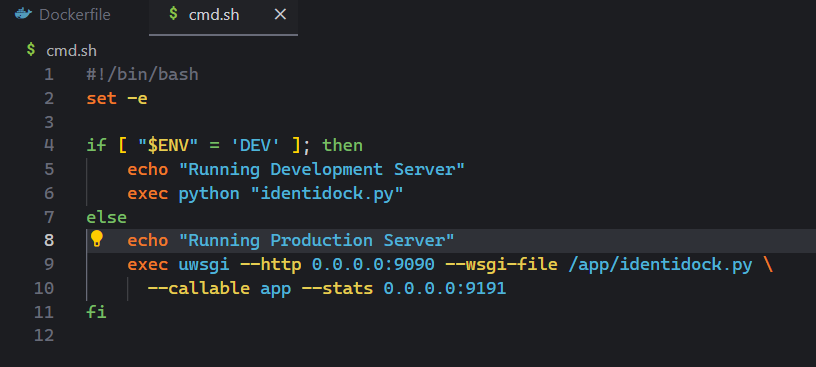 Dockerfile
$ cmd.sh ×
$ cmd.sh
1 #!/bin/bash
2 set -e
3
4 if [ "$ENV" = 'DEV' ]; then
5 echo "Running Development Server"
6 exec python "identidock.py"
7 else
8 echo "Running Production Server"
9 exec uwsgi --http 0.0.0.0:9090 --wsgi-file /app/identidock.py \
10 --callable app --stats 0.0.0.0:9191
11 fi
12